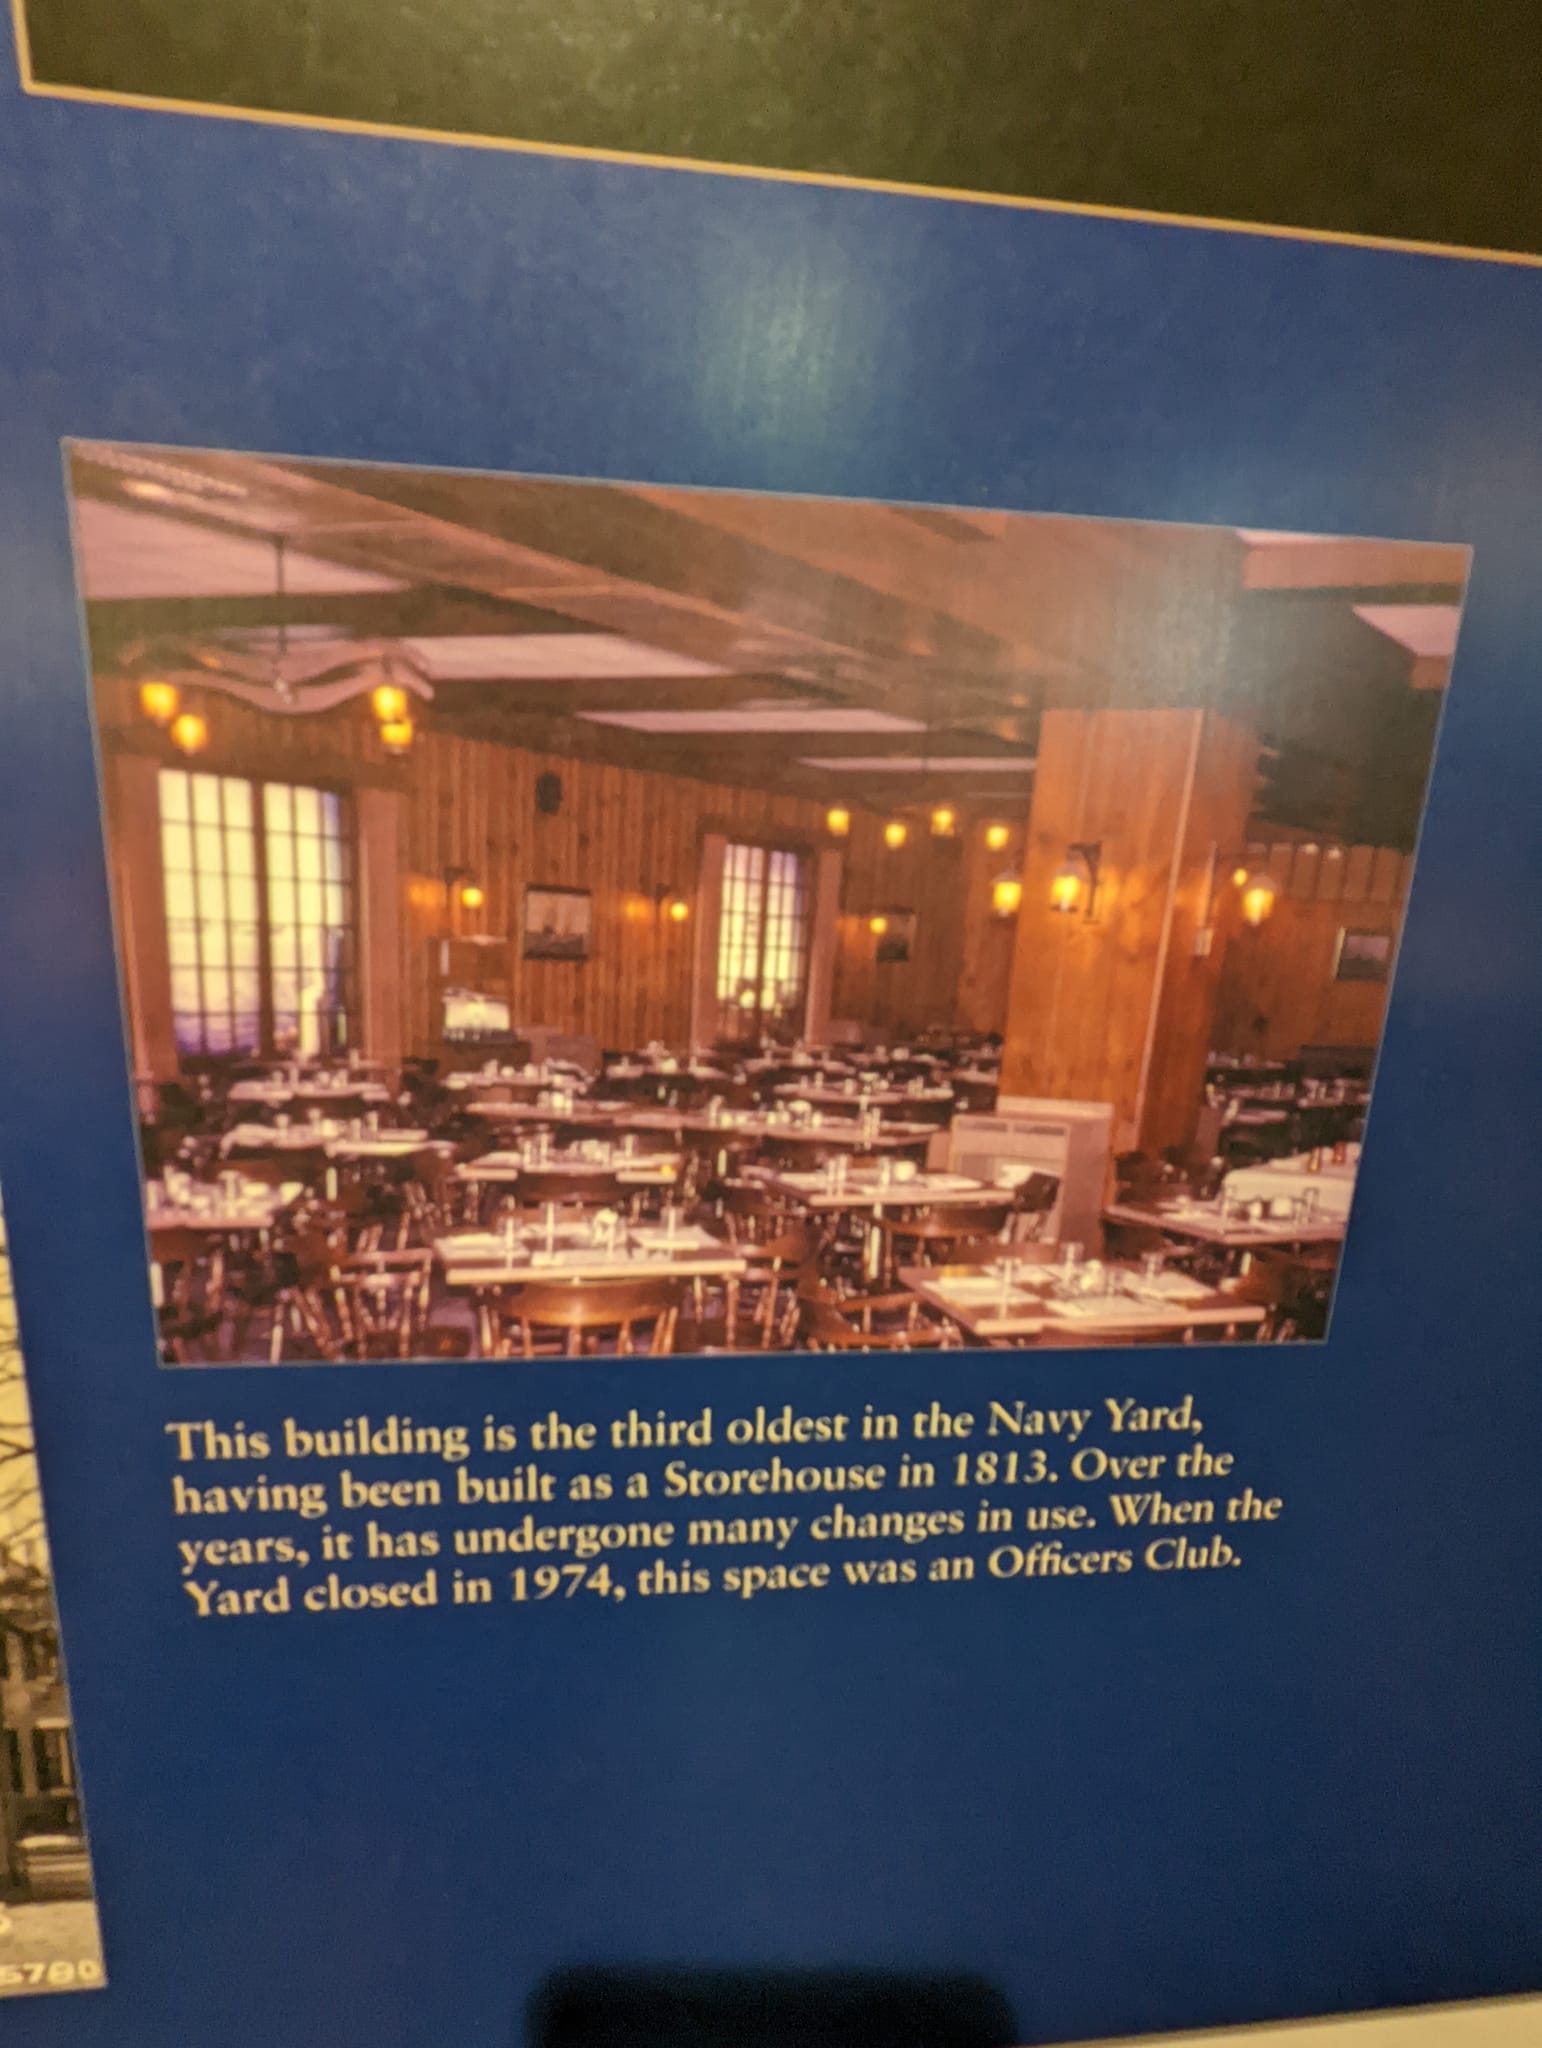 This building is the third oldest in the Navy Yard,
having been built as a Storehouse in 1813. Over the
years, it has undergone many changes in use. When the
Yard closed in 1974, this space was an Officers Club.
5780